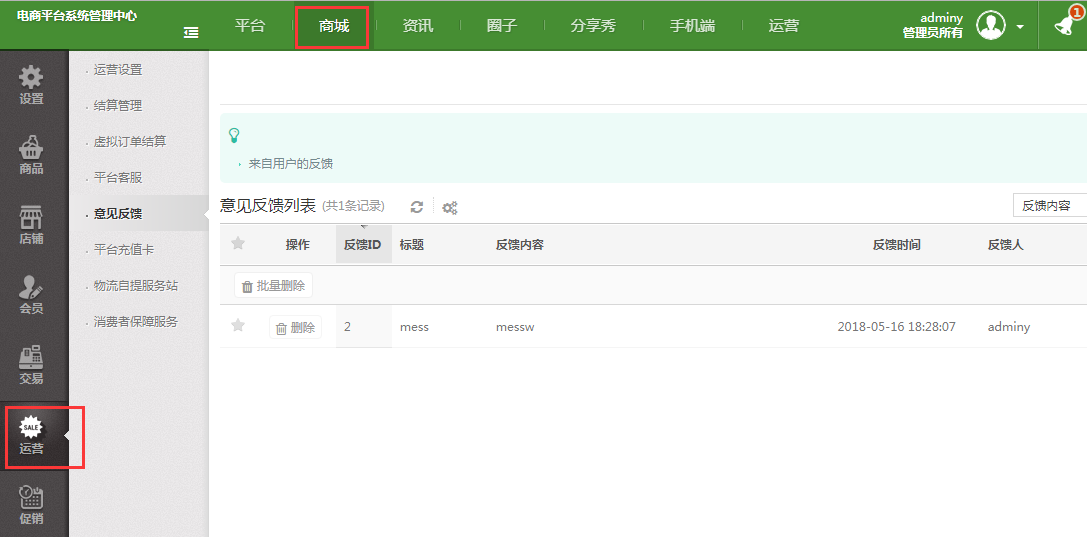 电商平台系统管理中心
平台 商城 资讯 圈子 分享秀 手机端 运营
adminy
管理员所有
1
设置
商品
店铺
会员
交易
SALE
运营
促销
运营设置
结算管理
虚拟订单结算
平台客服
意见反馈
平台充值卡
物流自提服务站
消费者保障服务
来自用户的反馈
意见反馈列表 (共1条记录)
反馈内容
操作 反馈ID 标题 反馈内容 反馈时间 反馈人
批量删除
删除 2 mess messw 2018-05-16 18:28:07 adminy